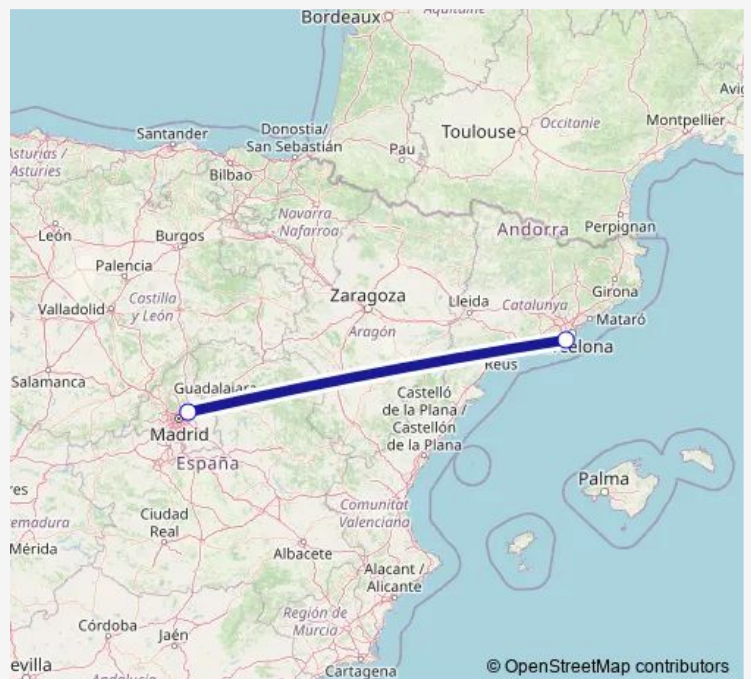 Bordeaux
Aquitaine
Toulouse
Occitanie
Montpellier
Santander
Donostia/
San Sebastián
Pau
Asturias /
Asturies
Bilbao
Navarra
Nafarroa
Andorra
Perpignan
León
Burgos
Palencia
Zaragoza
Lleida
Catalunya
Girona
Valladolid
Castilla
y León
Aragón
Mataró
Reus
Salamanca
Guadalajara
Castelló
de la Plana /
Castellón
de la Plana
Madrid
España
Palma
Ciudad
Real
Comunitat
Valenciana
Mérida
Albacete
Alacant /
Alicante
Región de
Murcia
Córdoba
Jaén
evilla
Cartagena
Andalucía
© OpenStreetMap contributors